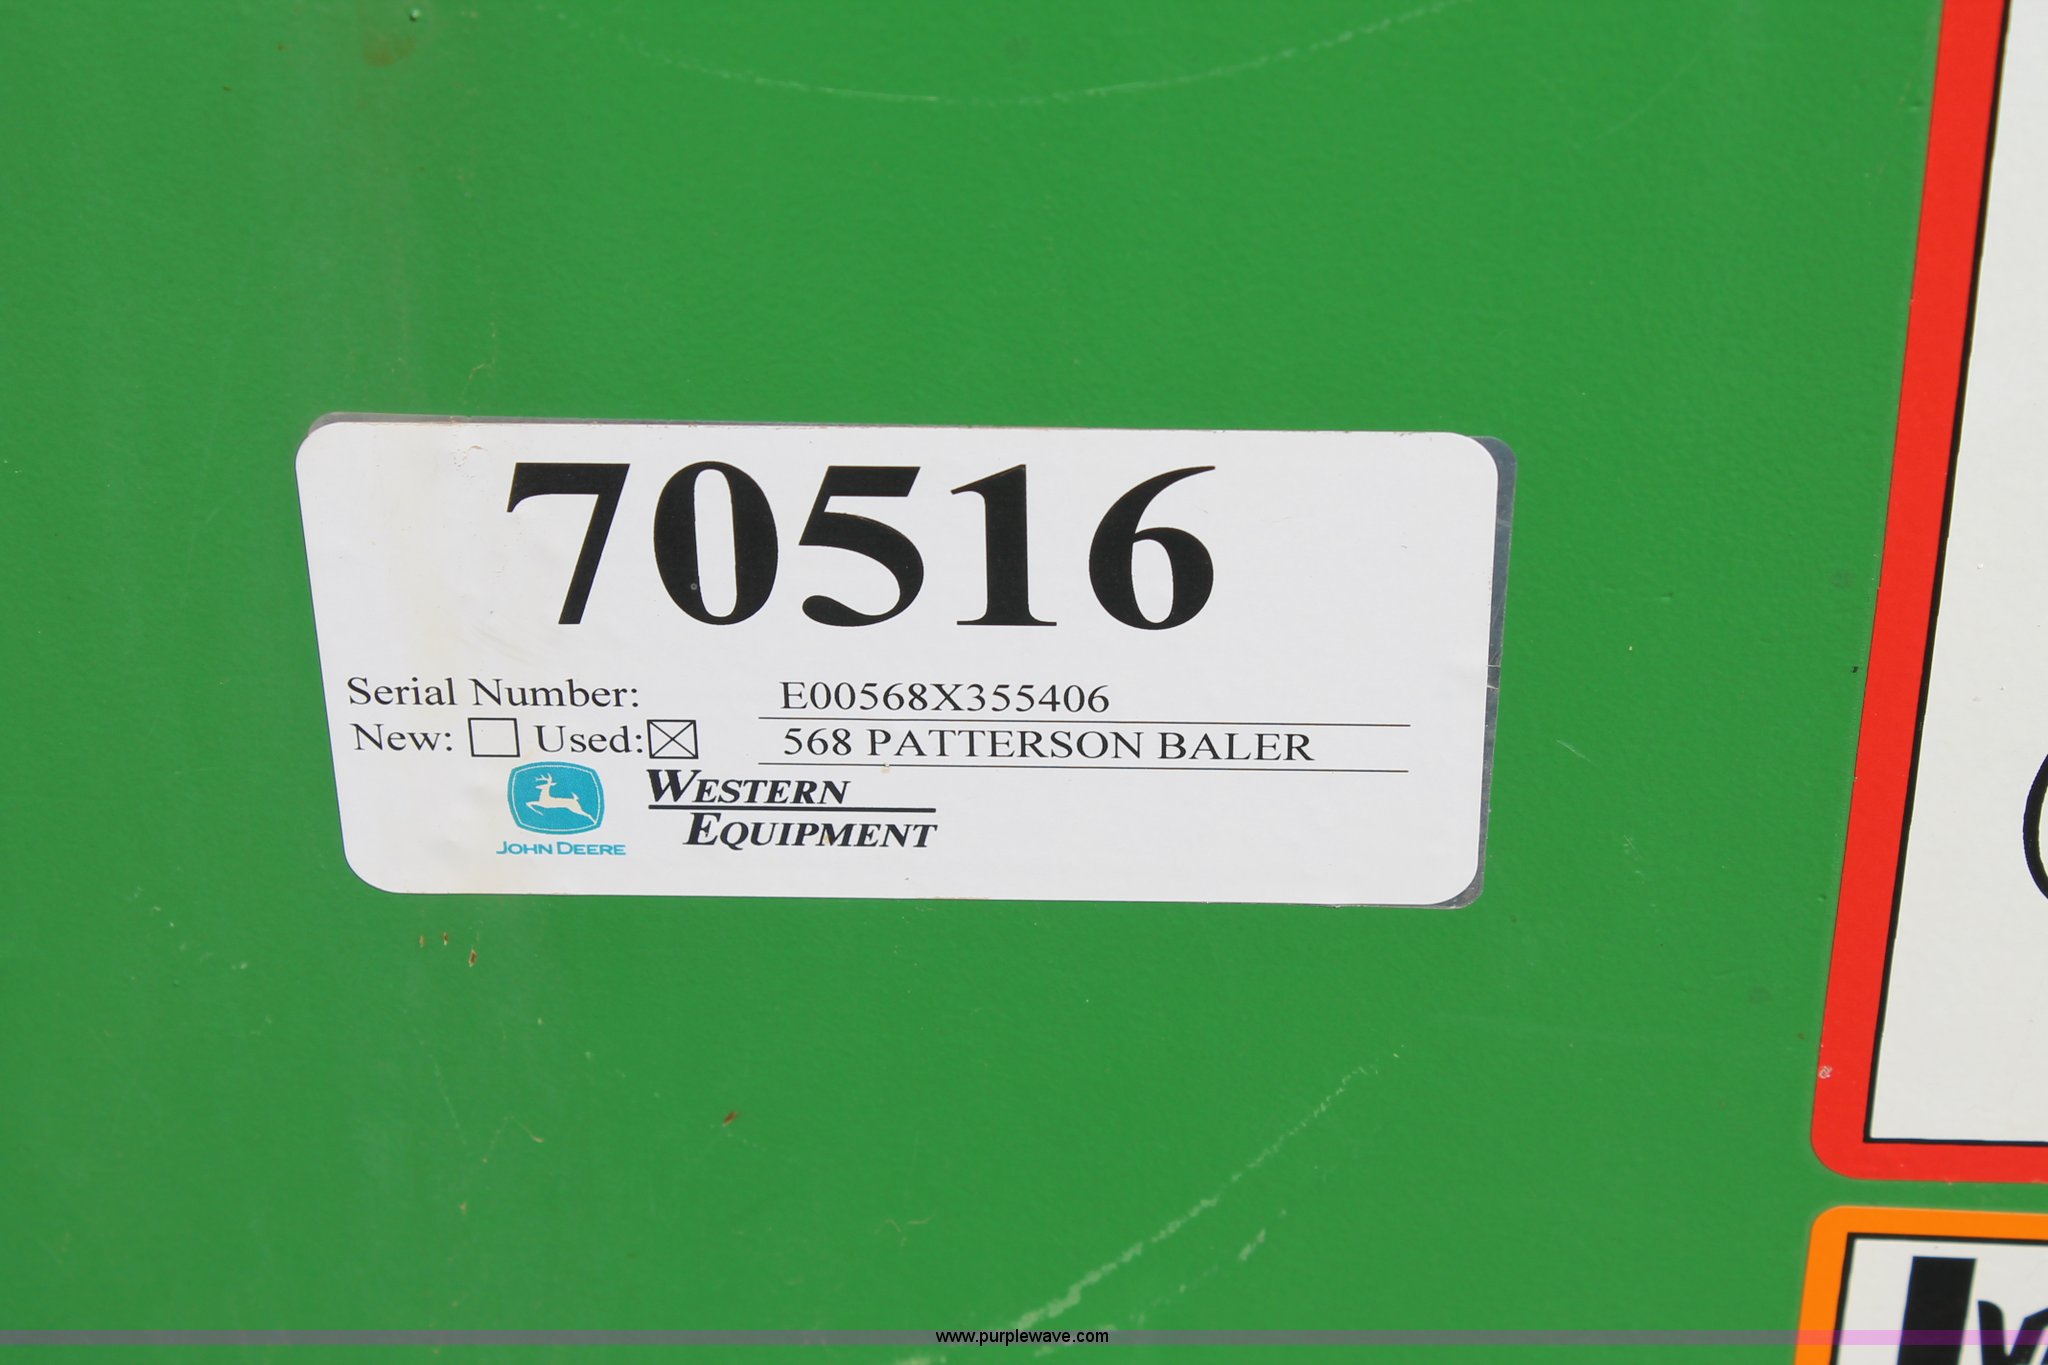 70516
Serial Number: E00568X355406
New: Used: 568 PATTERSON BALER
JOHN DEERE
WESTERN
EQUIPMENT
www.purplewave.com